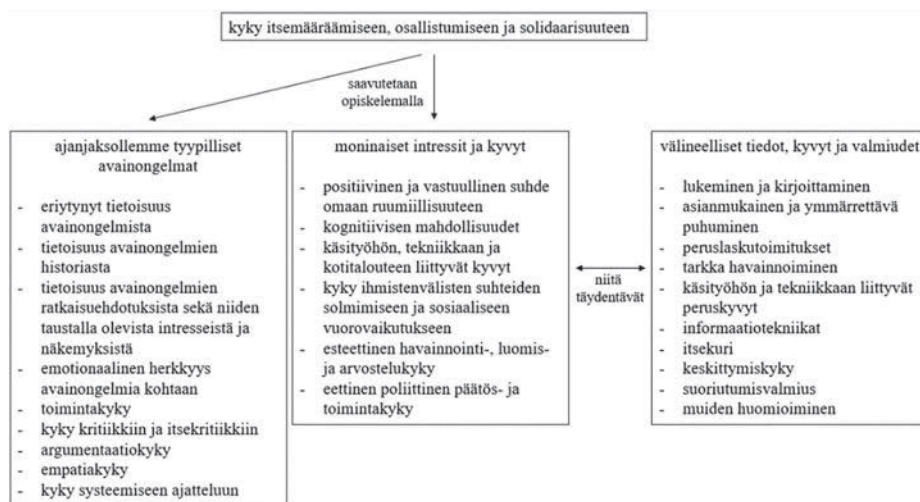 kyky itsemääräämiseen, osallistumiseen ja solidaarisuuteen
saavutetaan
opiskelemalla
ajanjaksollemme tyypilliset
avainongelmat
- eriytynyt tietoisuus
avainongelmista
- tietoisuus avainongelmien
historiasta
- tietoisuus avainongelmien
ratkaisuehdotuksista sekä niiden
taustalla olevista intresseistä ja
näkemyksistä
- emotionaalinen herkkyys
avainongelmia kohtaan
- toimintakyky
- kyky kritiikkiin ja itsekritiikkiin
- argumentaatiokyky
- empatiakyky
- kyky systeemiseen ajatteluun
moninaiset intressit ja kyvyt
- positiivinen ja vastuullinen suhde
omaan ruumiillisuuteen
- kognitiivisen mahdollisuudet
- käsityöhön, tekniikkaan ja
kotitalouteen liittyvät kyvyt
- kyky ihmistenvälisten suhteiden
solmimiseen ja sosiaaliseen
vuorovaikutukseen
- esteettinen havainnointi-, luomis-
ja arvostelukyky
- eettinen poliittinen päätös- ja
toimintakyky
niitä
täydentävät
välineelliset tiedot, kyvyt ja valmiudet
- lukeminen ja kirjoittaminen
- asianmukainen ja ymmärrettävä
puhuminen
- peruslaskutoimitukset
- tarkka havainnoiminen
- käsityöhön ja tekniikkaan liittyvät
peruskyvyt
- informaatiotekniikat
- itsekuri
- keskittymiskyky
- suoriutumisvalmius
- muiden huomioiminen